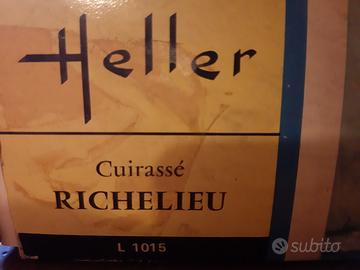 Heller
Cuirassé
RICHELIEU
L 1015
subito